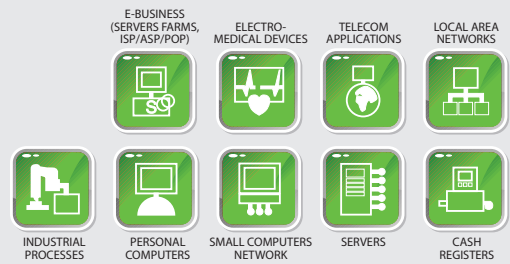 E-BUSINESS
(SERVERS FARMS,
ISP/ASP/POP)
ELECTRO-
MEDICAL DEVICES
TELECOM
APPLICATIONS
LOCAL AREA
NETWORKS
INDUSTRIAL
PROCESSES
PERSONAL
COMPUTERS
SMALL COMPUTERS
NETWORK
SERVERS
CASH
REGISTERS